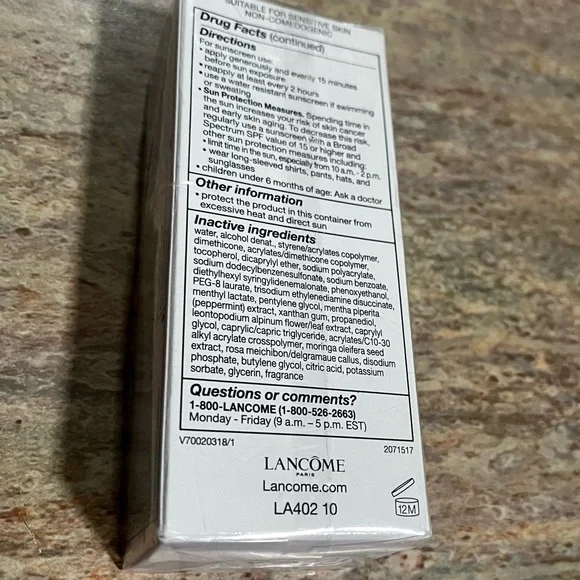 SUITABLE FOR SENSITIVE SKIN
NON-COMEDOGENIC
Drug Facts (continued)
Directions
For sunscreen use:
• apply generously and evenly 15 minutes
before sun exposure
• reapply at least every 2 hours
• use a water resistant sunscreen if swimming
or sweating
• Sun Protection Measures. Spending time in
the sun increases your risk of skin cancer
and early skin aging. To decrease this risk,
regularly use a sunscreen with a Broad
Spectrum SPF value of 15 or higher and
other sun protection measures including:
• limit time in the sun, especially from 10 a.m. - 2 p.m.
• wear long-sleeved shirts, pants, hats, and
sunglasses
• children under 6 months of age: Ask a doctor
Other information
• protect the product in this container from
excessive heat and direct sun
Inactive ingredients
water, alcohol denat., styrene/acrylates copolymer,
dimethicone, acrylates/dimethicone copolymer,
tocopherol, dicaprylyl ether, sodium polyacrylate,
sodium dodecylbenzenesulfonate, sodium benzoate,
diethylhexyl syringylidenemalonate, phenoxyethanol,
PEG-8 laurate, trisodium ethylenediamine disuccinate,
menthyl lactate, pentylene glycol, mentha piperita
(peppermint) extract, xanthan gum, propanediol,
leontopodium alpinum flower/leaf extract, caprylyl
glycol, caprylic/capric triglyceride, acrylates/C10-30
alkyl acrylate crosspolymer, moringa oleifera seed
extract, rosa meichibon/delgramaue callus, disodium
phosphate, butylene glycol, citric acid, potassium
sorbate, glycerin, fragrance
Questions or comments?
1-800-LANCOME (1-800-526-2663)
Monday - Friday (9 a.m. – 5 p.m. EST)
V70020318/1 2071517
LANCÔME
PARIS
Lancome.com
LA402 10
12M